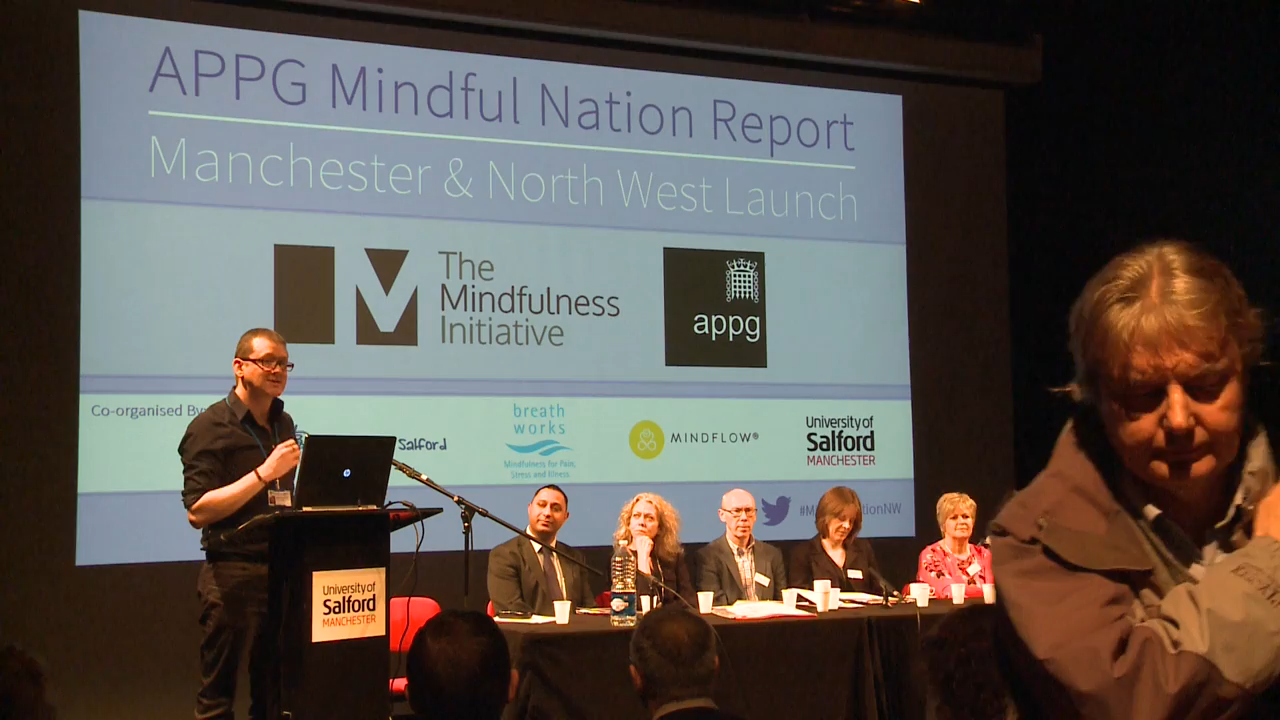 APPG Mindful Nation Report
Manchester & North West Launch
The
Mindfulness
Initiative
appg
Co-organised By
Salford
breath
works
Mindfulness for Pain,
Stress and Illness
MINDFLOW®
University of
Salford
MANCHESTER
University of
Salford
MANCHESTER